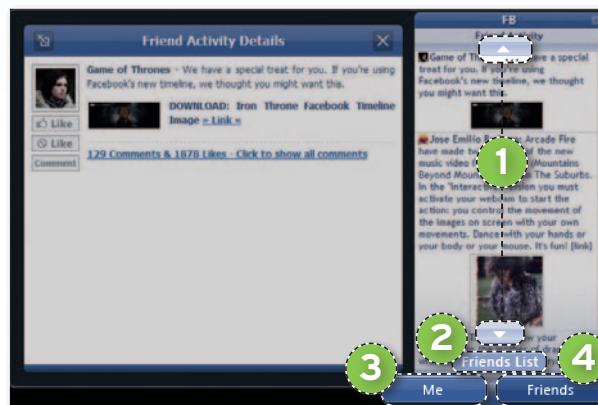 Friend Activity Details
Game of Thrones - We have a special treat for you. If you're using
Facebook's new timeline, we thought you might want this.
DOWNLOAD: Iron Throne Facebook Timeline
Image » Link «
Like
Like
Comment
129 Comments & 1878 Likes - Click to show all comments
FB
Friend Activity
Game of Thrones have a special
treat for you. If you're using
Facebook's new timeline, we thought
you might want this.
Jose Emilio Arcade Fire
have made of the new
music video (Mountains
Beyond The Suburbs.
In the "Interactive version you must
activate your webcam to start the
action: you control the movement of
the images on screen with your own
movements. Dance with your hands or
your body or your mouse. It's fun! [link]
1
your
of
2
Friends List
3
4
Me
Friends